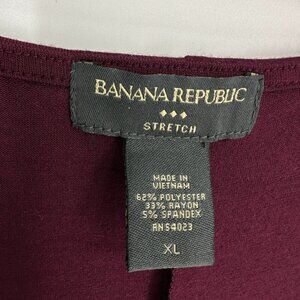 BANANA REPUBLIC
STRETCH
MADE IN
VIETNAM
62% POLYESTER
33% RAYON
5% SPANDEX
RN54023
XL